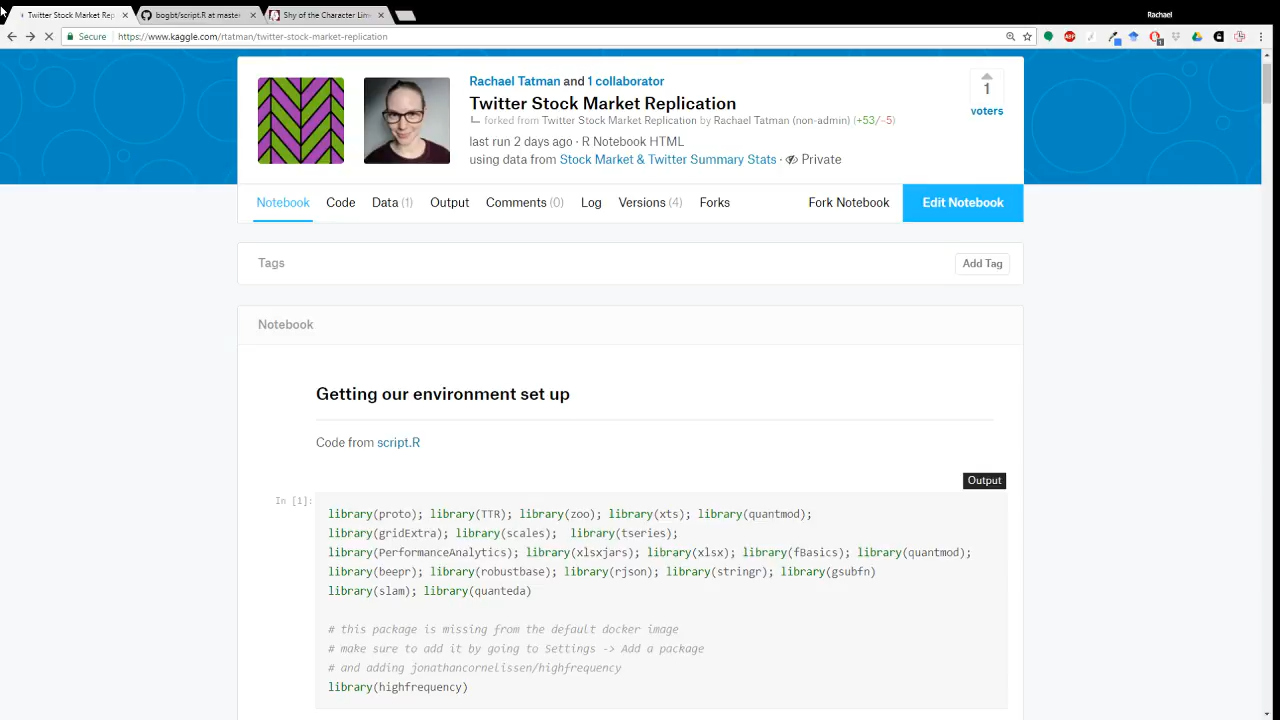 Rachael
Twitter Stock Market Rep
bogbt/script.R at master
Shy of the Character Lim
Secure https://www.kaggle.com/rtatman/twitter-stock-market-replication
Rachael Tatman and 1 collaborator
Twitter Stock Market Replication
forked from Twitter Stock Market Replication by Rachael Tatman (non-admin) (+53/–5)
last run 2 days ago · R Notebook HTML
using data from Stock Market & Twitter Summary Stats · Private
1
voters
Notebook Code Data (1) Output Comments (0) Log Versions (4) Forks Fork Notebook Edit Notebook
Tags Add Tag
Notebook
Getting our environment set up
Code from script.R
Output
In [1]:
library(proto); library(TTR); library(zoo); library(xts); library(quantmod);
library(gridExtra); library(scales);  library(tseries);
library(PerformanceAnalytics); library(xlsxjars); library(xlsx); library(fBasics); library(quantmod);
library(beepr); library(robustbase); library(rjson); library(stringr); library(gsubfn)
library(slam); library(quanteda)
# this package is missing from the default docker image
# make sure to add it by going to Settings -> Add a package
# and adding jonathancornelissen/highfrequency
library(highfrequency)